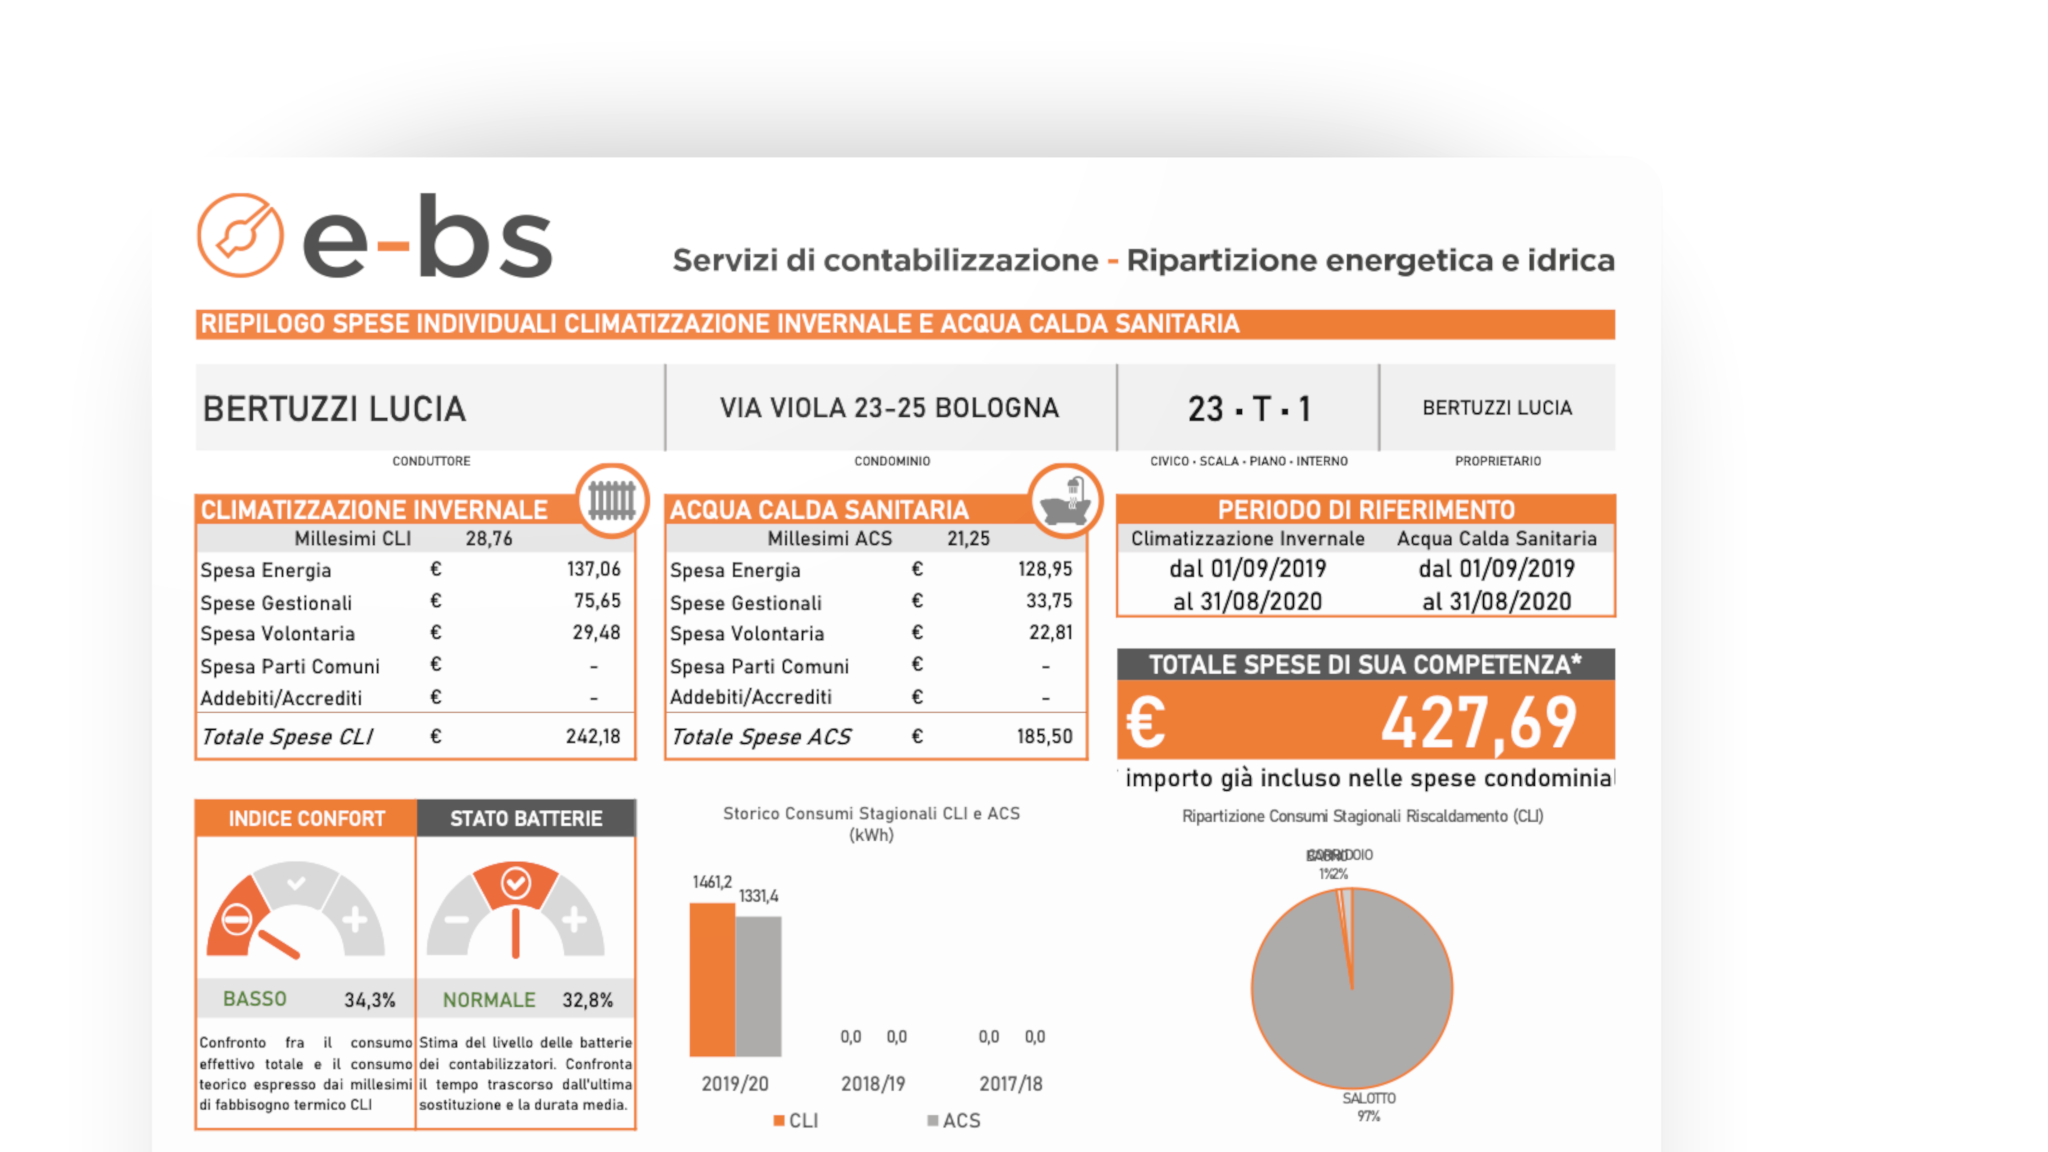 e-bs
Servizi di contabilizzazione - Ripartizione energetica e idrica
RIEPILOGO SPESE INDIVIDUALI CLIMATIZZAZIONE INVERNALE E ACQUA CALDA SANITARIA
BERTUZZI LUCIA
VIA VIOLA 23-25 BOLOGNA
23 · T · 1
BERTUZZI LUCIA
CONDUTTORE
CONDOMINIO
CIVICO · SCALA · PIANO · INTERNO
PROPRIETARIO
CLIMATIZZAZIONE INVERNALE
Millesimi CLI 28,76
Spesa Energia € 137,06
Spese Gestionali € 75,65
Spesa Volontaria € 29,48
Spesa Parti Comuni € -
Addebiti/Accrediti € -
Totale Spese CLI € 242,18
ACQUA CALDA SANITARIA
Millesimi ACS 21,25
Spesa Energia € 128,95
Spese Gestionali € 33,75
Spesa Volontaria € 22,81
Spesa Parti Comuni € -
Addebiti/Accrediti € -
Totale Spese ACS € 185,50
PERIODO DI RIFERIMENTO
Climatizzazione Invernale Acqua Calda Sanitaria
dal 01/09/2019 dal 01/09/2019
al 31/08/2020 al 31/08/2020
TOTALE SPESE DI SUA COMPETENZA*
€ 427,69
importo già incluso nelle spese condominial
INDICE CONFORT
BASSO 34,3%
Confronto fra il consumo
effettivo totale e il consumo
teorico espresso dai millesimi
di fabbisogno termico CLI
STATO BATTERIE
NORMALE 32,8%
Stima del livello delle batterie
dei contabilizzatori. Confronta
il tempo trascorso dall'ultima
sostituzione e la durata media.
Storico Consumi Stagionali CLI e ACS
(kWh)
1461,2
1331,4
0,0 0,0 0,0 0,0
2019/20 2018/19 2017/18
CLI ACS
Ripartizione Consumi Stagionali Riscaldamento (CLI)
CORRIDOIO
1% 2%
SALOTTO
97%